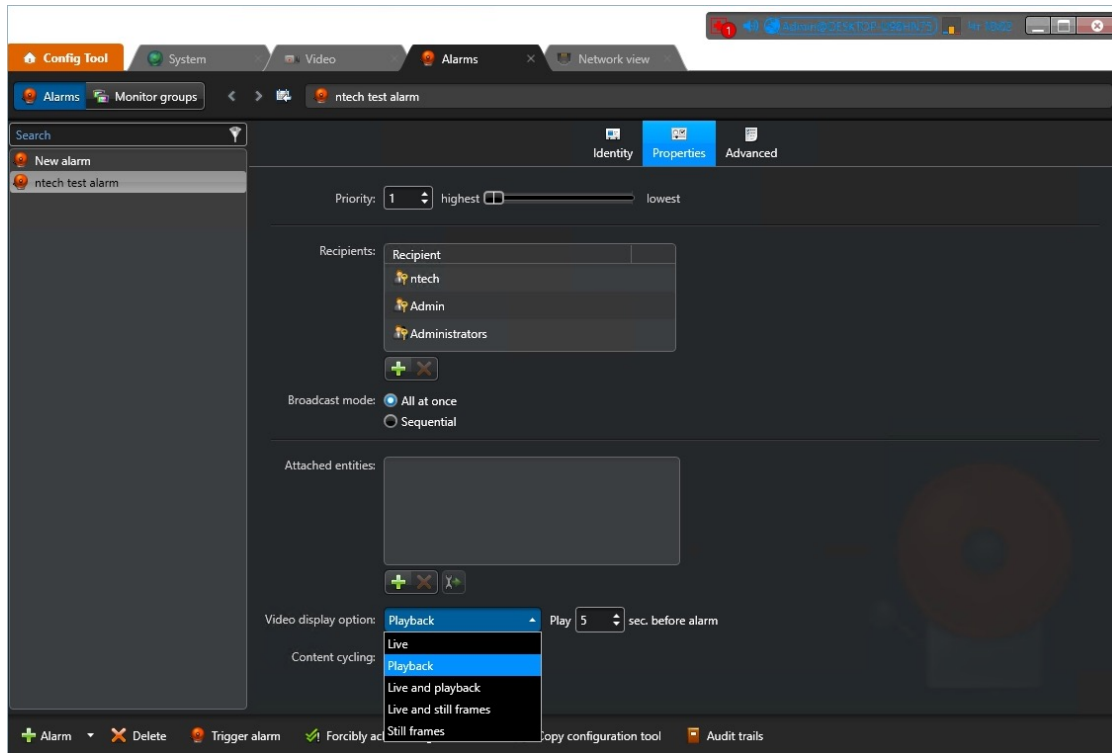 1
Config Tool
System
Video
Alarms
Network view
Alarms
Monitor groups
ntech test alarm
Search
New alarm
ntech test alarm
Identity
Properties
Advanced
Priority: 1 highest lowest
Recipients: Recipient
ntech
Admin
Administrators
Broadcast mode: All at once
Sequential
Attached entities:
Video display option: Playback Play 5 sec. before alarm
Live
Content cycling:
Playback
Live and playback
Live and still frames
Still frames
Alarm Delete Trigger alarm Forcibly Copy configuration tool Audit trails